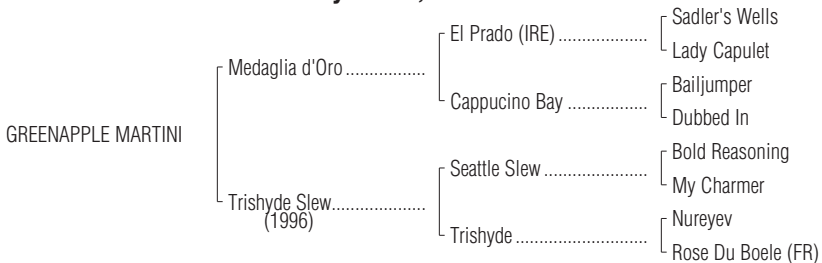 Sadler's Wells
El Prado (IRE) ....................
Lady Capulet
Medaglia d'Oro .................
Bailjumper
Cappucino Bay .................
Dubbed In
GREENAPPLE MARTINI
Bold Reasoning
Seattle Slew ......................
My Charmer
Trishyde Slew....................
(1996)
Nureyev
Trishyde ............................
Rose Du Boele (FR)